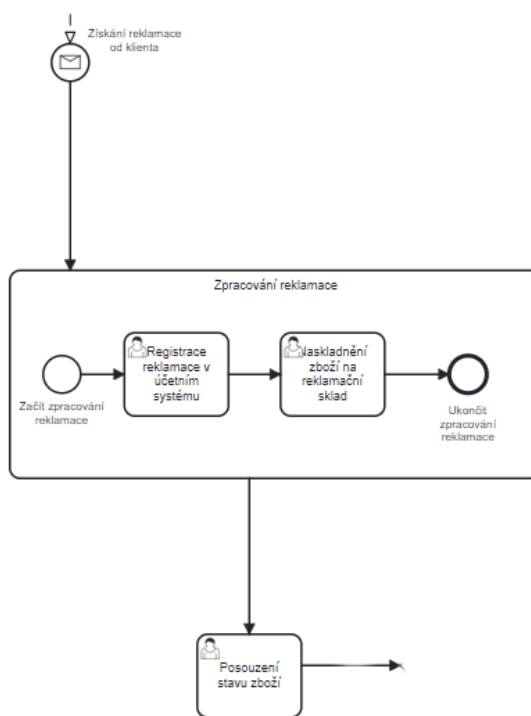 Získání reklamace
od klienta
Zpracování reklamace
Registrace
reklamace v
účetním
systému
Naskladnění
zboží na
reklamační
sklad
Začít zpracování
reklamace
Ukončit
zpracování
reklamace
Posouzení
stavu zboží